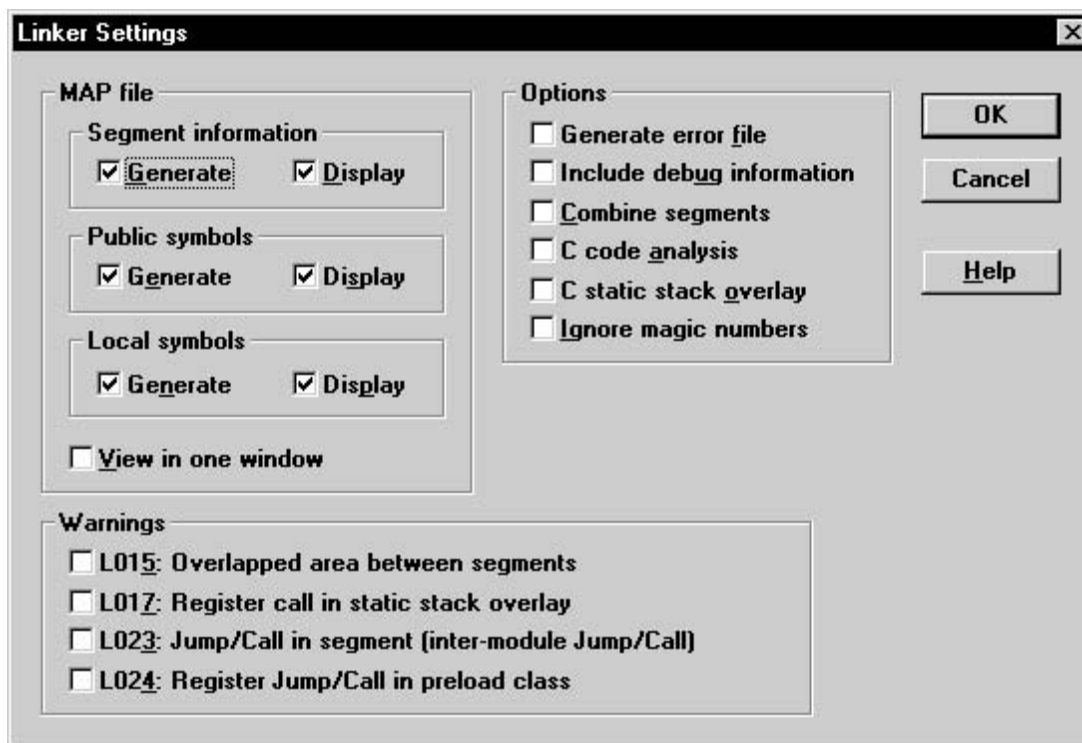 Linker Settings
MAP file
Segment information
Generate Display
Public symbols
Generate Display
Local symbols
Generate Display
View in one window
Options
Generate error file
Include debug information
Combine segments
C code analysis
C static stack overlay
Ignore magic numbers
OK
Cancel
Help
Warnings
L015: Overlapped area between segments
L017: Register call in static stack overlay
L023: Jump/Call in segment (inter-module Jump/Call)
L024: Register Jump/Call in preload class